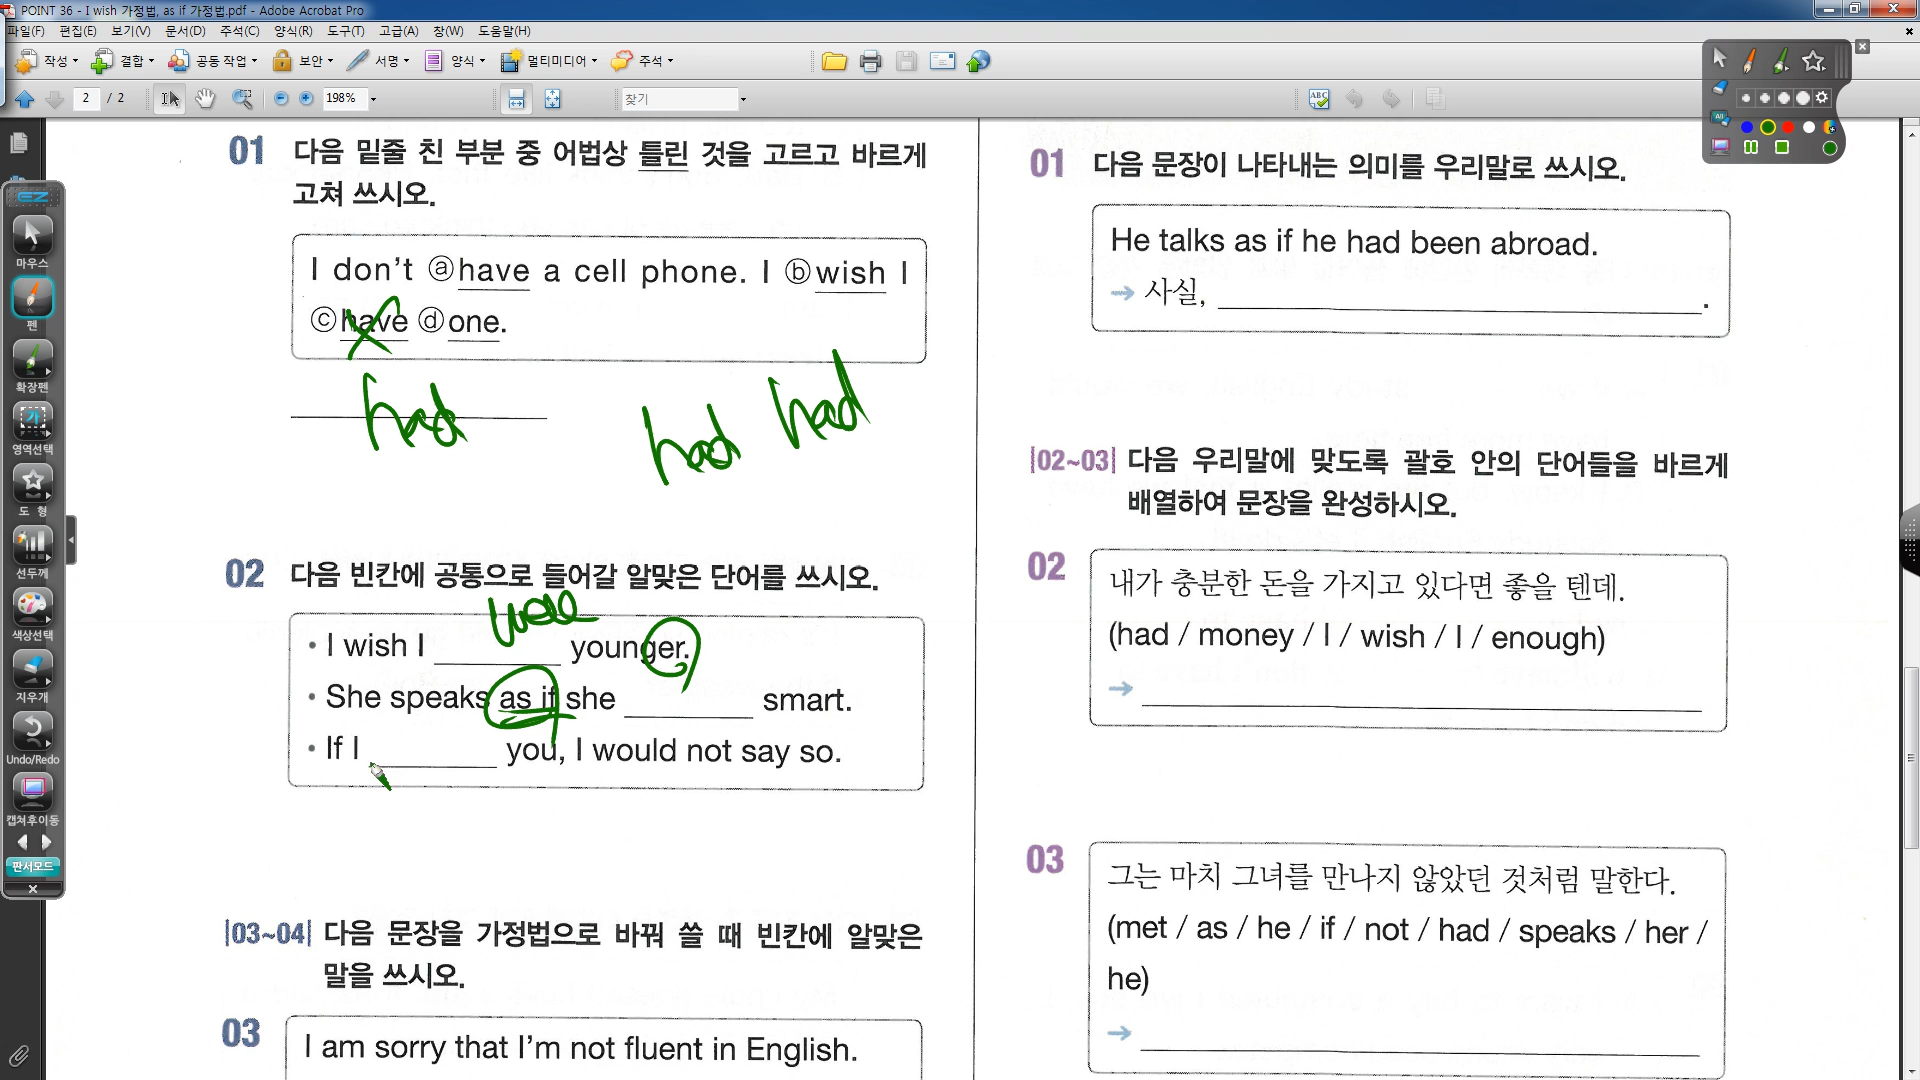 POINT 36 - I wish 가정법, as if 가정법.pdf - Adobe Acrobat Pro
파일(F) 편집(E) 보기(V) 문서(D) 주석(C) 양식(R) 도구(T) 고급(A) 창(W) 도움말(H)
작성 결합 공동 작업 보안 서명 양식 멀티미디어 주석
2 / 2 198% 찾기
EZ
마우스
펜
확장펜
영역선택
도 형
선두께
색상선택
지우개
Undo/Redo
캡쳐후이동
판서모드
01 다음 밑줄 친 부분 중 어법상 틀린 것을 고르고 바르게
고쳐 쓰시오.
I don't ⓐhave a cell phone. I ⓑwish I
ⓒhave ⓓone.
had
had had
02 다음 빈칸에 공통으로 들어갈 알맞은 단어를 쓰시오.
were
• I wish I ________ younger.
• She speaks as if she ________ smart.
• If I ________ you, I would not say so.
|03~04| 다음 문장을 가정법으로 바꿔 쓸 때 빈칸에 알맞은
말을 쓰시오.
03 I am sorry that I'm not fluent in English.
01 다음 문장이 나타내는 의미를 우리말로 쓰시오.
He talks as if he had been abroad.
→ 사실, ________.
|02~03| 다음 우리말에 맞도록 괄호 안의 단어들을 바르게
배열하여 문장을 완성하시오.
02 내가 충분한 돈을 가지고 있다면 좋을 텐데.
(had / money / I / wish / I / enough)
→ ________
03 그는 마치 그녀를 만나지 않았던 것처럼 말한다.
(met / as / he / if / not / had / speaks / her /
he)
→ ________